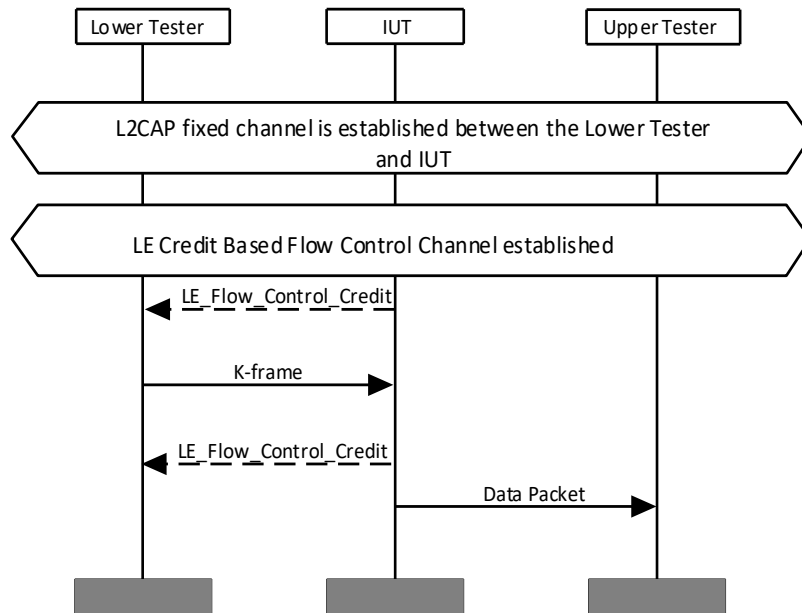 Lower Tester
IUT
Upper Tester
L2CAP fixed channel is established between the Lower Tester
and IUT
LE Credit Based Flow Control Channel established
LE_Flow_Control_Credit
K-frame
LE_Flow_Control_Credit
Data Packet